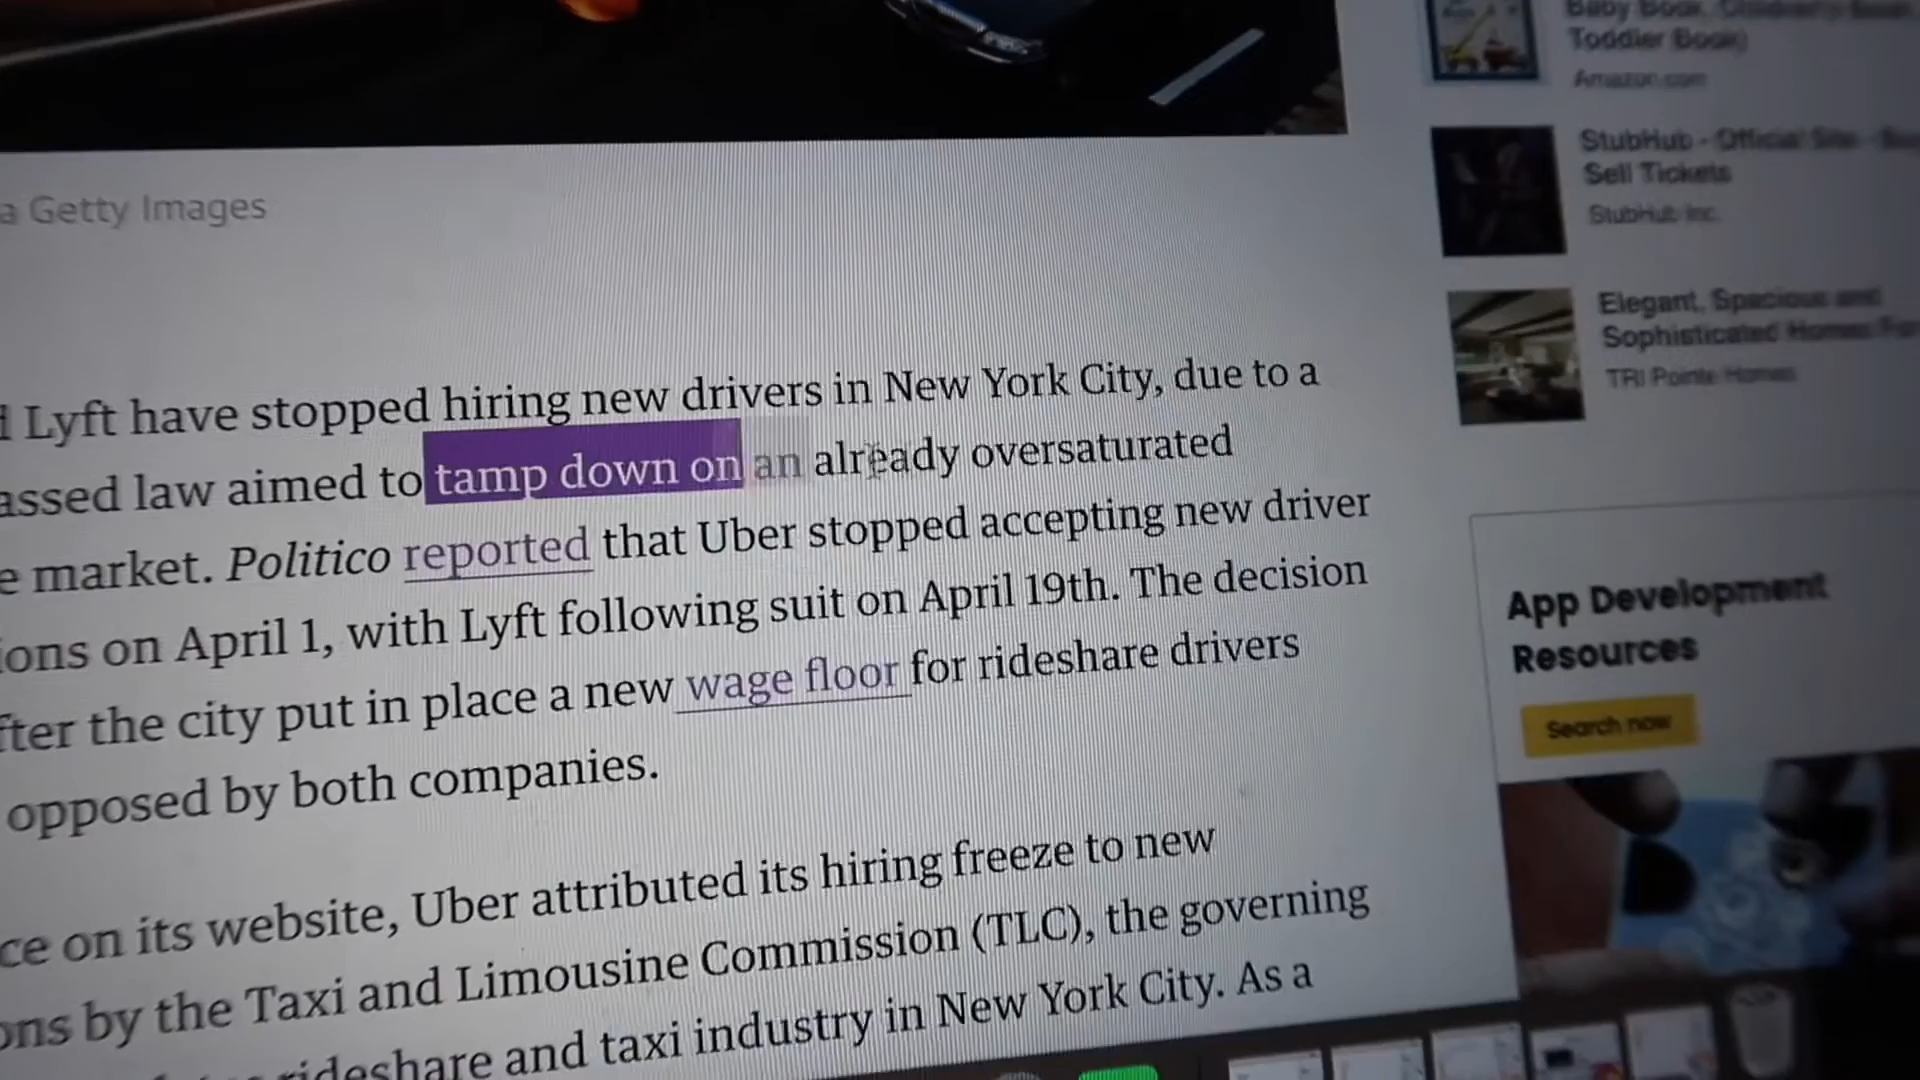 a Getty Images
Lyft have stopped hiring new drivers in New York City, due to a
assed law aimed to tamp down on an already oversaturated
e market. Politico reported that Uber stopped accepting new driver
ions on April 1, with Lyft following suit on April 19th. The decision
fter the city put in place a new wage floor for rideshare drivers
opposed by both companies.
ce on its website, Uber attributed its hiring freeze to new
ons by the Taxi and Limousine Commission (TLC), the governing
rideshare and taxi industry in New York City. As a
Toddler Book)
Amazon.com
StubHub - Official Site -
Sell Tickets
StubHub Inc.
Elegant, Spacious and
Sophisticated Homes For
TRI Pointe Homes
App Development
Resources
Search now